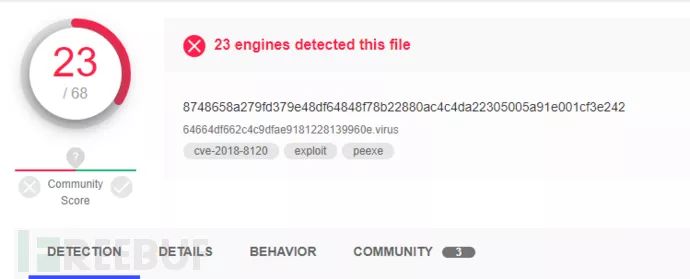 23
/ 68
23 engines detected this file
8748658a279fd379e48df64848f78b22880ac4c4da22305005a91e001cf3e242
64664df662c4c9dfae9181228139960e.virus
cve-2018-8120 exploit peexe
?
Community
Score
DETECTION DETAILS BEHAVIOR COMMUNITY 3
FREEBUF